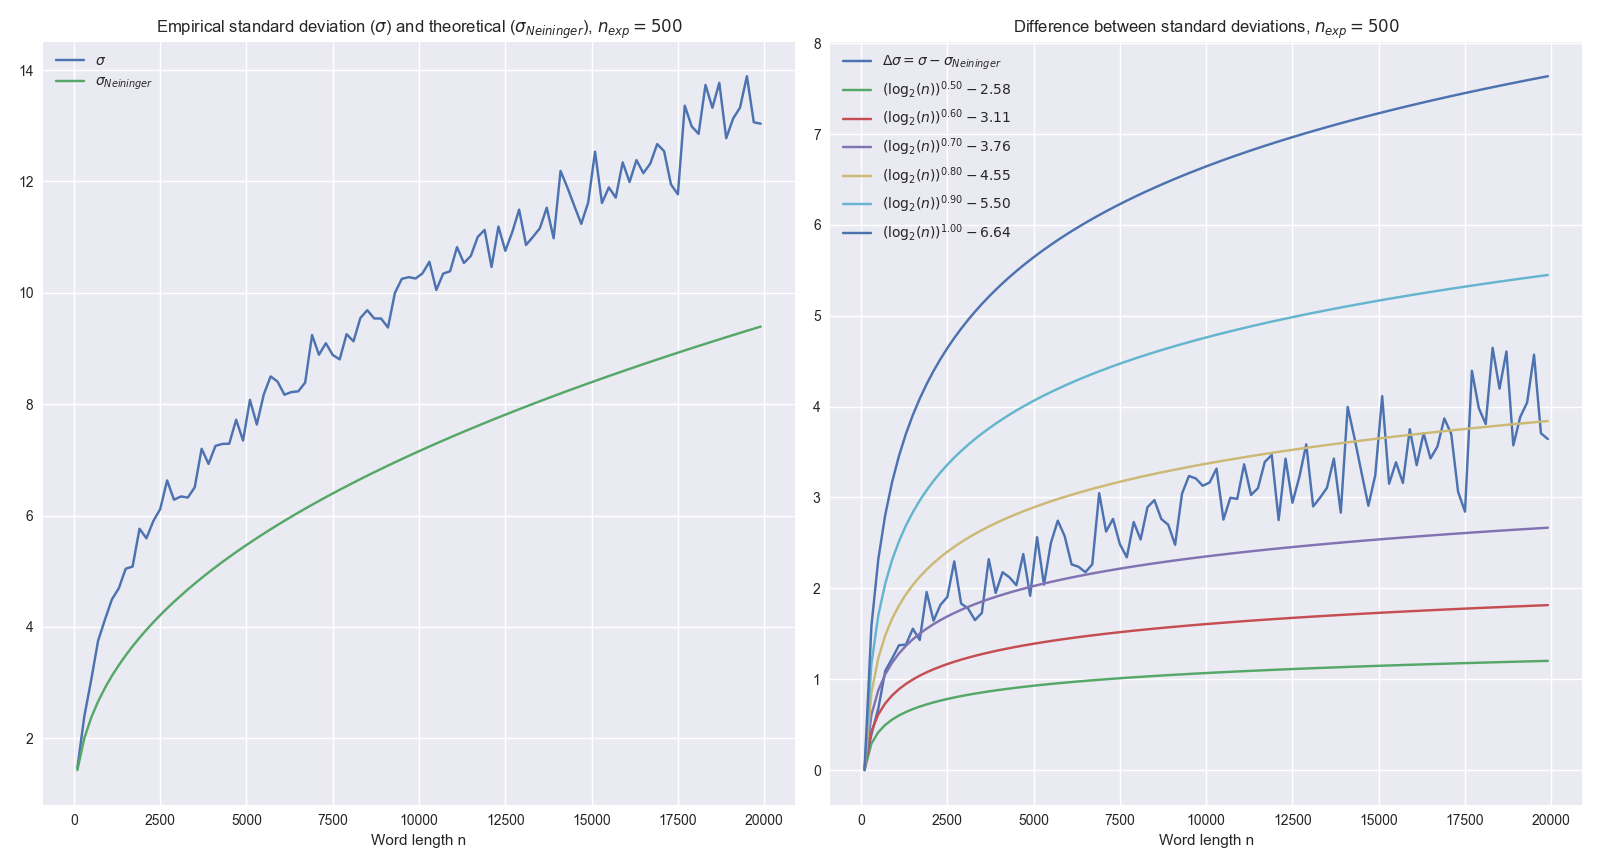 Empirical standard deviation (σ) and theoretical (σ_Neininger), n_exp = 500
σ
σ_Neininger
14
12
10
8
6
4
2
0 2500 5000 7500 10000 12500 15000 17500 20000
Word length n
Difference between standard deviations, n_exp = 500
Δσ = σ − σ_Neininger
(log₂(n))^0.50 − 2.58
(log₂(n))^0.60 − 3.11
(log₂(n))^0.70 − 3.76
(log₂(n))^0.80 − 4.55
(log₂(n))^0.90 − 5.50
(log₂(n))^1.00 − 6.64
8
7
6
5
4
3
2
1
0
0 2500 5000 7500 10000 12500 15000 17500 20000
Word length n